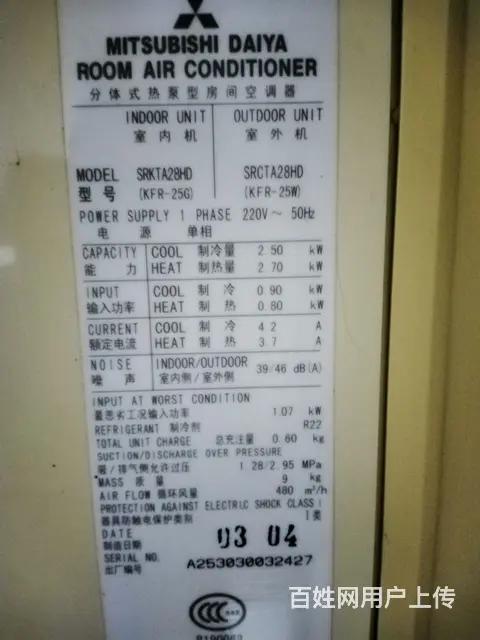 MITSUBISHI DAIYA
ROOM AIR CONDITIONER
分体式热泵型房间空调器
INDOOR UNIT OUTDOOR UNIT
室内机 室外机
MODEL SRKTA28HD SRCTA28HD
型号 (KFR-25G) (KFR-25W)
POWER SUPPLY 1 PHASE 220V～ 50Hz
电源 单相
CAPACITY COOL 制冷量 2.50 kW
能力 HEAT 制热量 2.70 kW
INPUT COOL 制冷 0.90 kW
输入功率 HEAT 制热 0.80 kW
CURRENT COOL 制冷 4.2 A
额定电流 HEAT 制热 3.7 A
NOISE INDOOR/OUTDOOR 39/46 dB(A)
噪声 室内侧/室外侧
INPUT AT WORST CONDITION
最恶劣工况输入功率 1.07 kW
REFRIGERANT 制冷剂 R22
TOTAL UNIT CHARGE 总充注量 0.60 kg
SUCTION/DISCHARGE OVER PRESSURE
吸/排气侧允许过压 1.28/2.95 MPa
MASS 质量 9 kg
AIR FLOW 循环风量 480 m³/h
PROTECTION AGAINST ELECTRIC SHOCK CLASS I
器具防触电保护类别 I类
DATE
制造日期 03 04
SERIAL NO.
出厂编号 A253030032427
CCC
百姓网用户上传